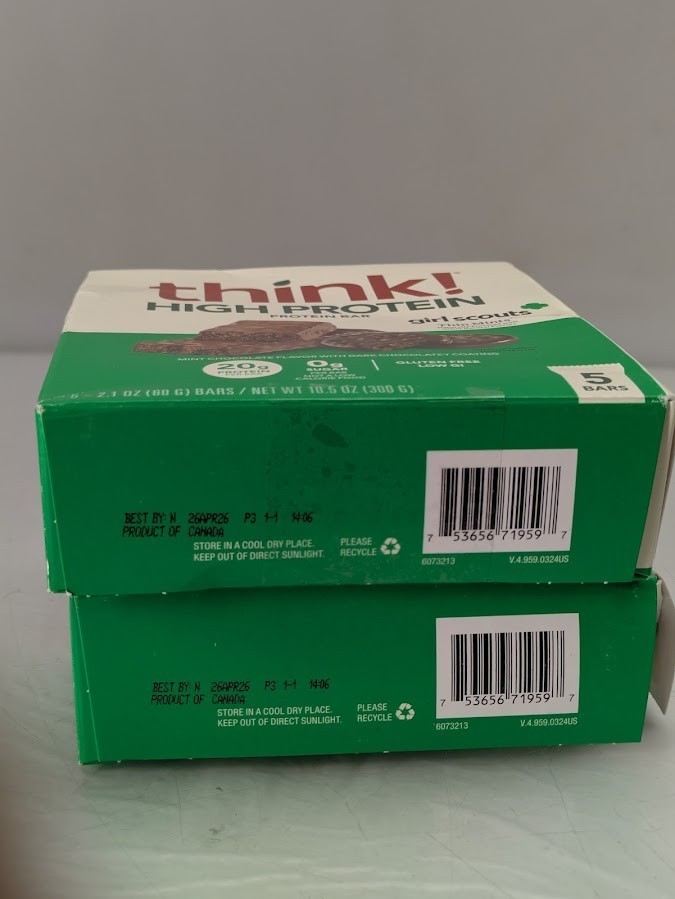 think!
HIGH PROTEIN
PROTEIN BAR
girl scouts
Thin Mints
MINT CHOCOLATE FLAVOR WITH DARK CHOCOLATEY COATING
20g
PROTEIN
0g
SUGAR
GLUTEN FREE
LOW GI
5
BARS
5 - 2.1 OZ (60 G) BARS / NET WT 10.5 OZ (300 G)
BEST BY: N 26APR26 P3 1-1 14:06
PRODUCT OF CANADA
STORE IN A COOL DRY PLACE.
KEEP OUT OF DIRECT SUNLIGHT.
PLEASE
RECYCLE
7 53656 71959 7
6073213
V.4.959.0324US
BEST BY: N 26APR26 P3 1-1 14:06
PRODUCT OF CANADA
STORE IN A COOL DRY PLACE.
KEEP OUT OF DIRECT SUNLIGHT.
PLEASE
RECYCLE
7 53656 71959 7
6073213
V.4.959.0324US